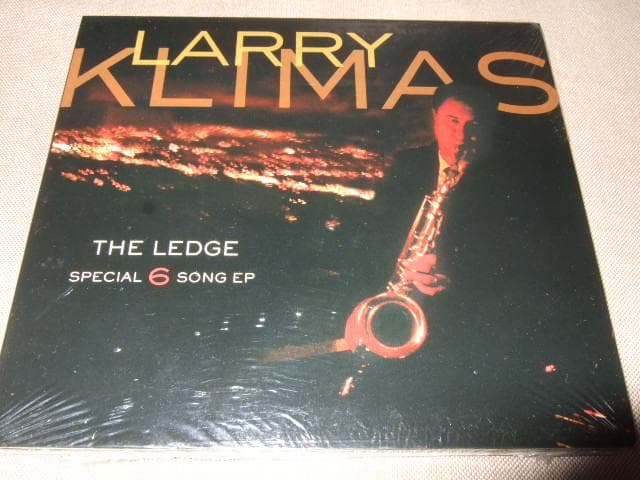 LARRY
KLIMAS
THE LEDGE
SPECIAL 6 SONG EP